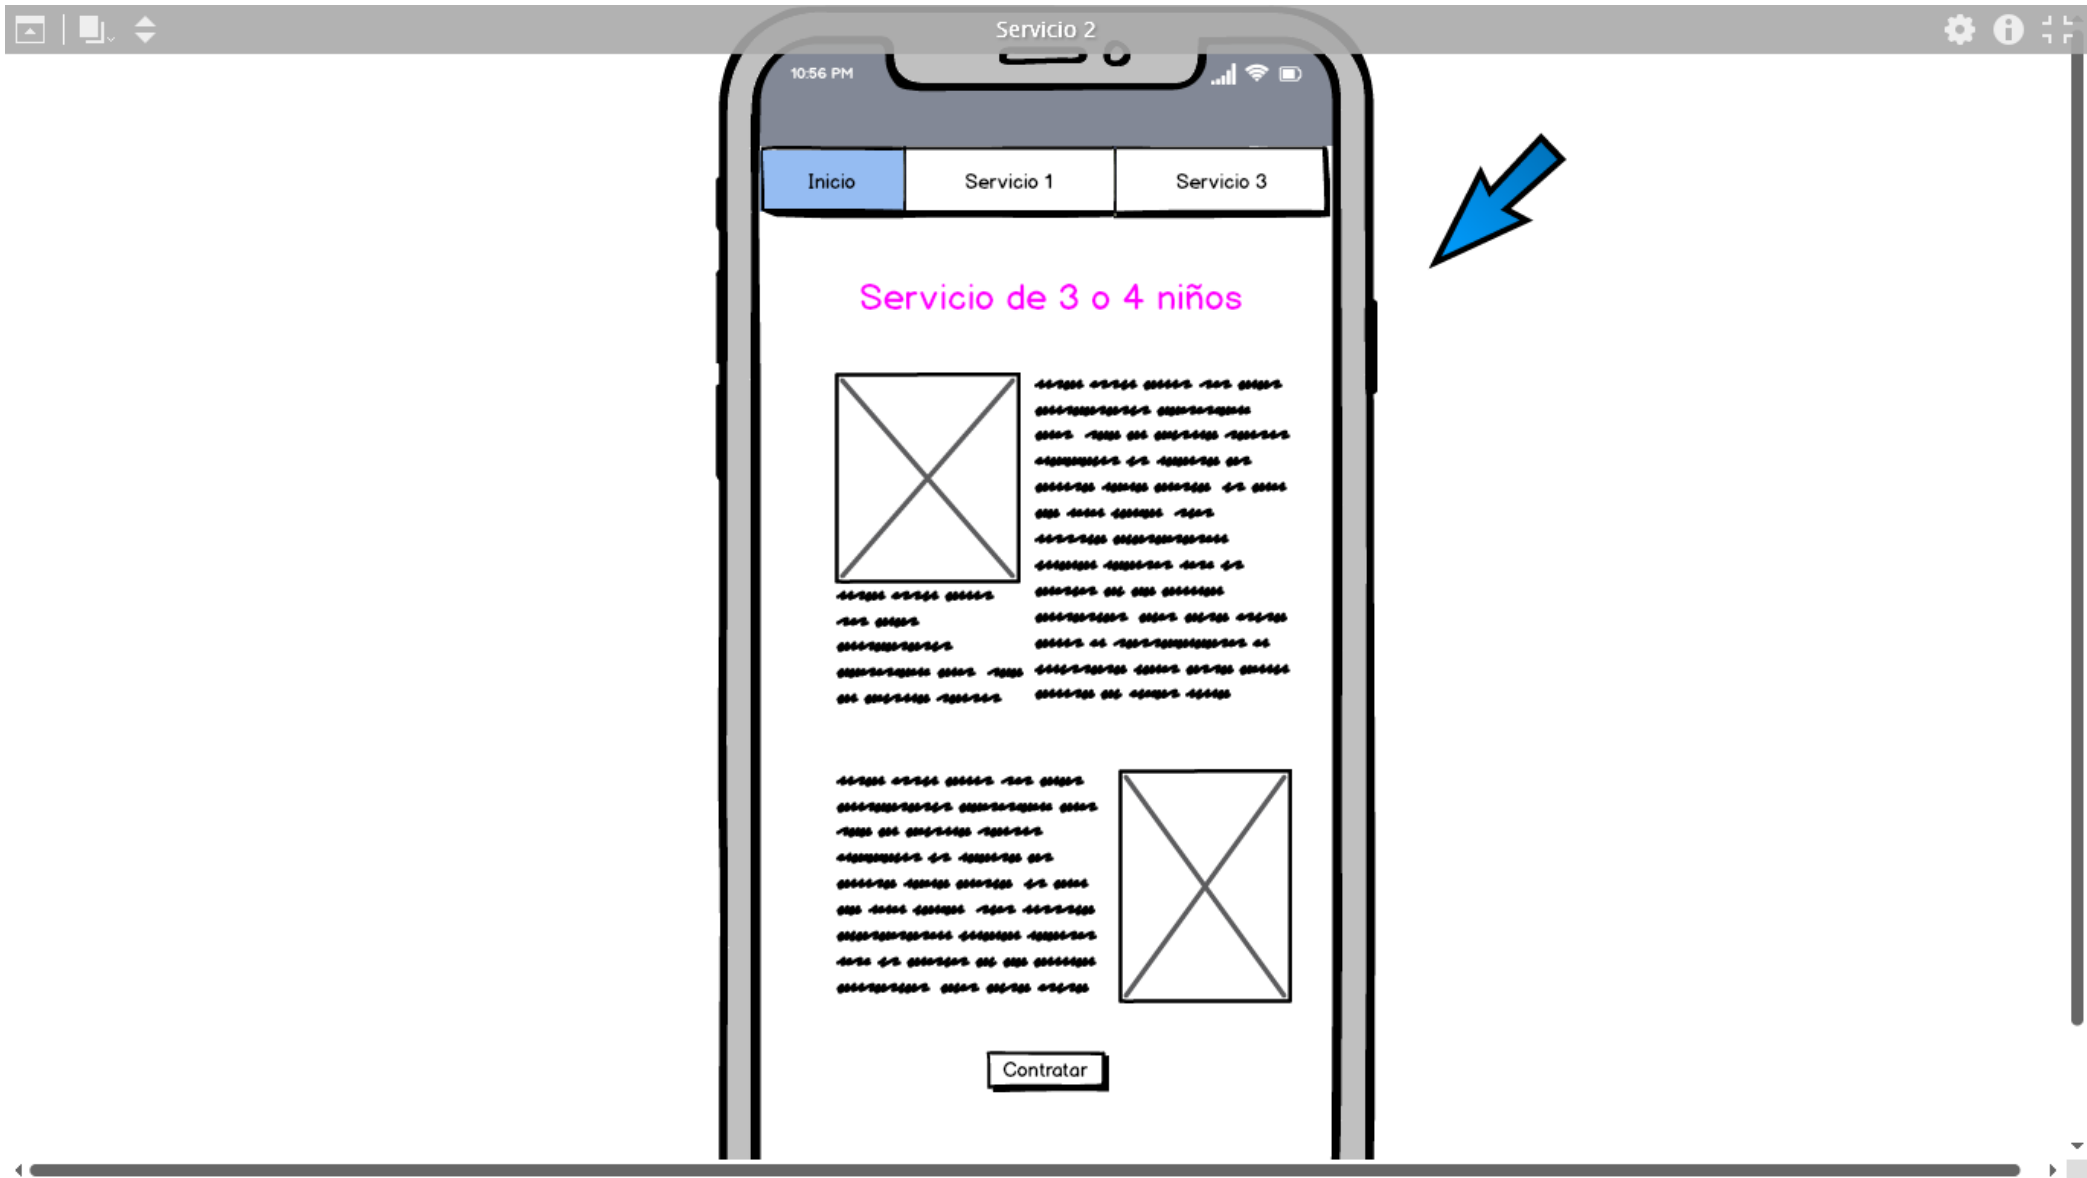 Servicio 2
10:56 PM
Inicio Servicio 1 Servicio 3
Servicio de 3 o 4 niños
Contratar